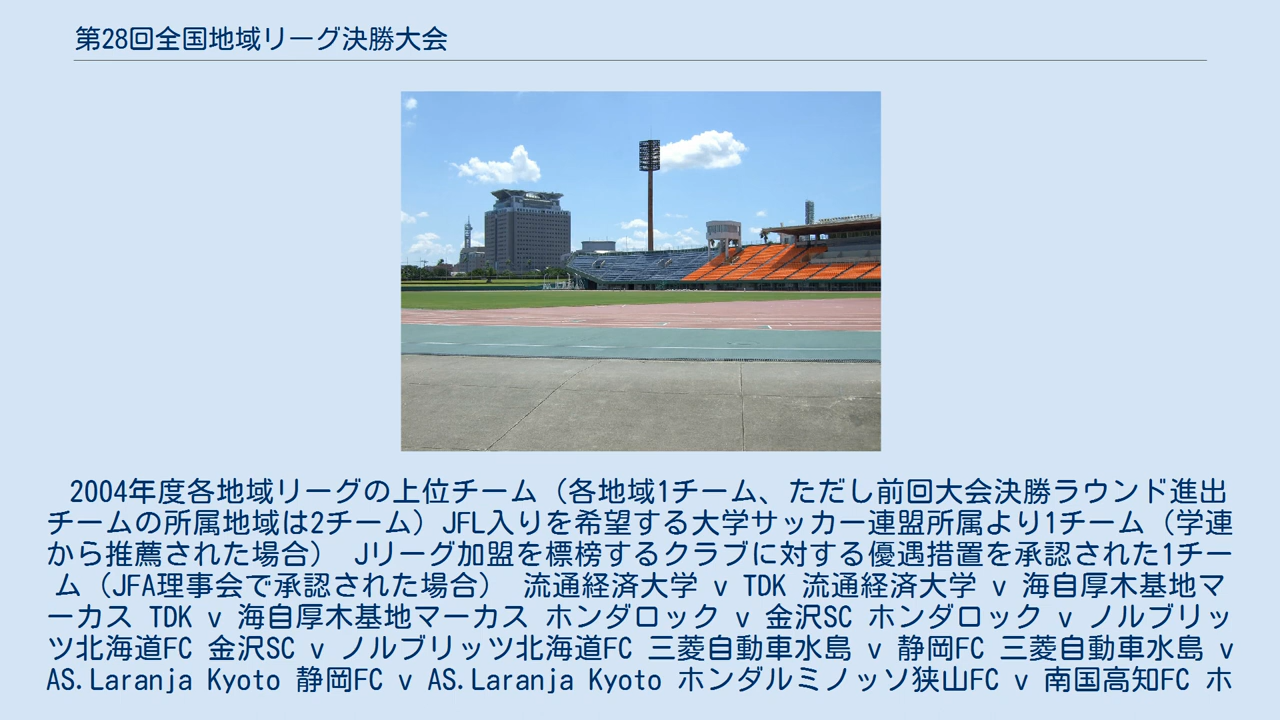 第28回全国地域リーグ決勝大会
2004年度各地域リーグの上位チーム（各地域1チーム、ただし前回大会決勝ラウンド進出
チームの所属地域は2チーム）JFL入りを希望する大学サッカー連盟所属より1チーム（学連
から推薦された場合） Jリーグ加盟を標榜するクラブに対する優遇措置を承認された1チー
ム（JFA理事会で承認された場合） 流通経済大学 v TDK 流通経済大学 v 海自厚木基地マ
ーカス TDK v 海自厚木基地マーカス ホンダロック v 金沢SC ホンダロック v ノルブリッ
ツ北海道FC 金沢SC v ノルブリッツ北海道FC 三菱自動車水島 v 静岡FC 三菱自動車水島 v
AS.Laranja Kyoto 静岡FC v AS.Laranja Kyoto ホンダルミノッソ狭山FC v 南国高知FC ホ